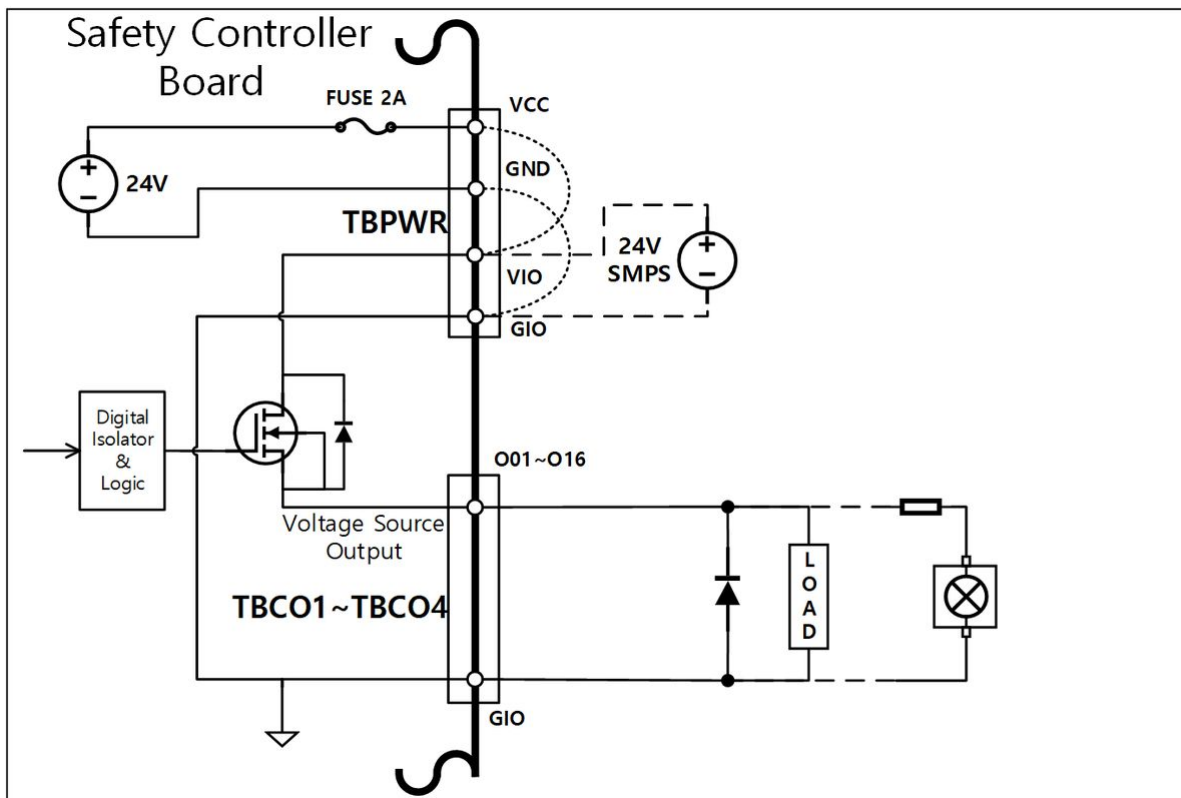 Safety Controller
Board
FUSE 2A
VCC
+
24V
−
GND
TBPWR
24V
SMPS
+
−
VIO
GIO
Digital
Isolator
&
Logic
O01~O16
Voltage Source
Output
TBCO1~TBCO4
L
O
A
D
GIO